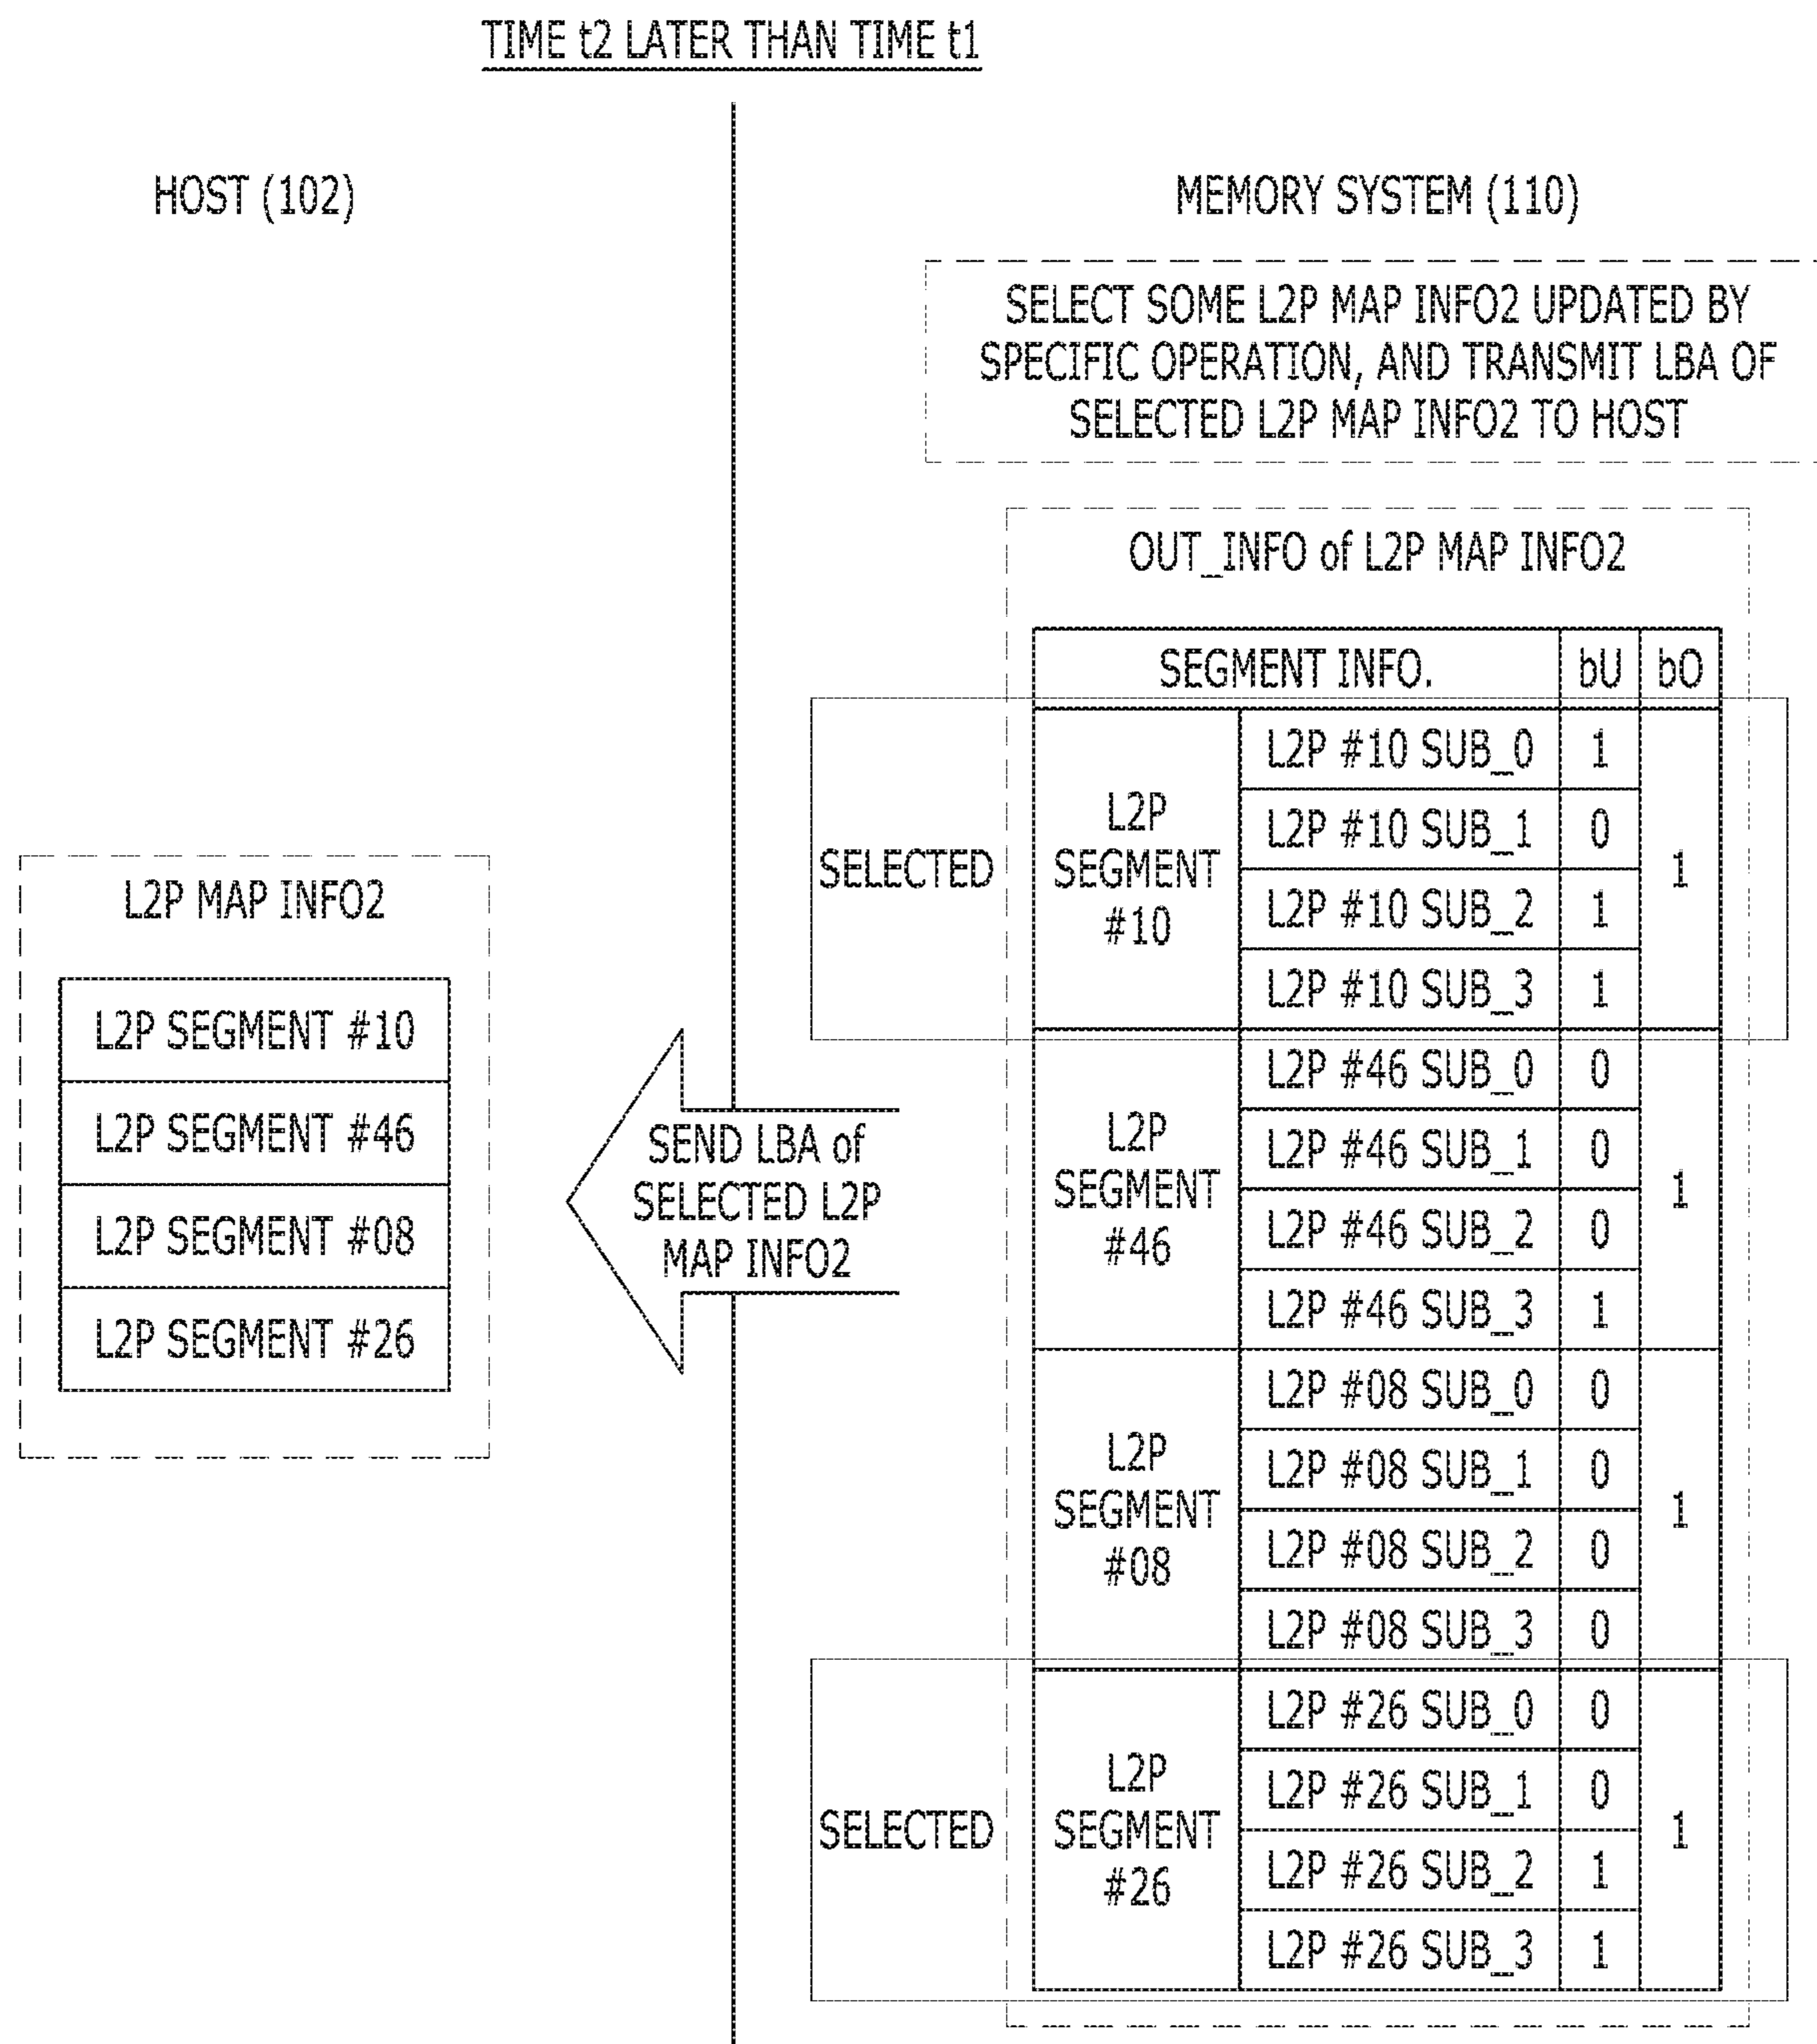 TIME t2 LATER THAN TIME t1
HOST (102)
MEMORY SYSTEM (110)
SELECT SOME L2P MAP INFO2 UPDATED BY
SPECIFIC OPERATION, AND TRANSMIT LBA OF
SELECTED L2P MAP INFO2 TO HOST
L2P MAP INFO2
L2P SEGMENT #10
L2P SEGMENT #46
L2P SEGMENT #08
L2P SEGMENT #26
SEND LBA of
SELECTED L2P
MAP INFO2
OUT_INFO of L2P MAP INFO2
SEGMENT INFO. bU bO
SELECTED
L2P
SEGMENT
#10
L2P #10 SUB_0 1
L2P #10 SUB_1 0
L2P #10 SUB_2 1
L2P #10 SUB_3 1
1
L2P
SEGMENT
#46
L2P #46 SUB_0 0
L2P #46 SUB_1 0
L2P #46 SUB_2 0
L2P #46 SUB_3 1
1
L2P
SEGMENT
#08
L2P #08 SUB_0 0
L2P #08 SUB_1 0
L2P #08 SUB_2 0
L2P #08 SUB_3 0
1
SELECTED
L2P
SEGMENT
#26
L2P #26 SUB_0 0
L2P #26 SUB_1 0
L2P #26 SUB_2 1
L2P #26 SUB_3 1
1